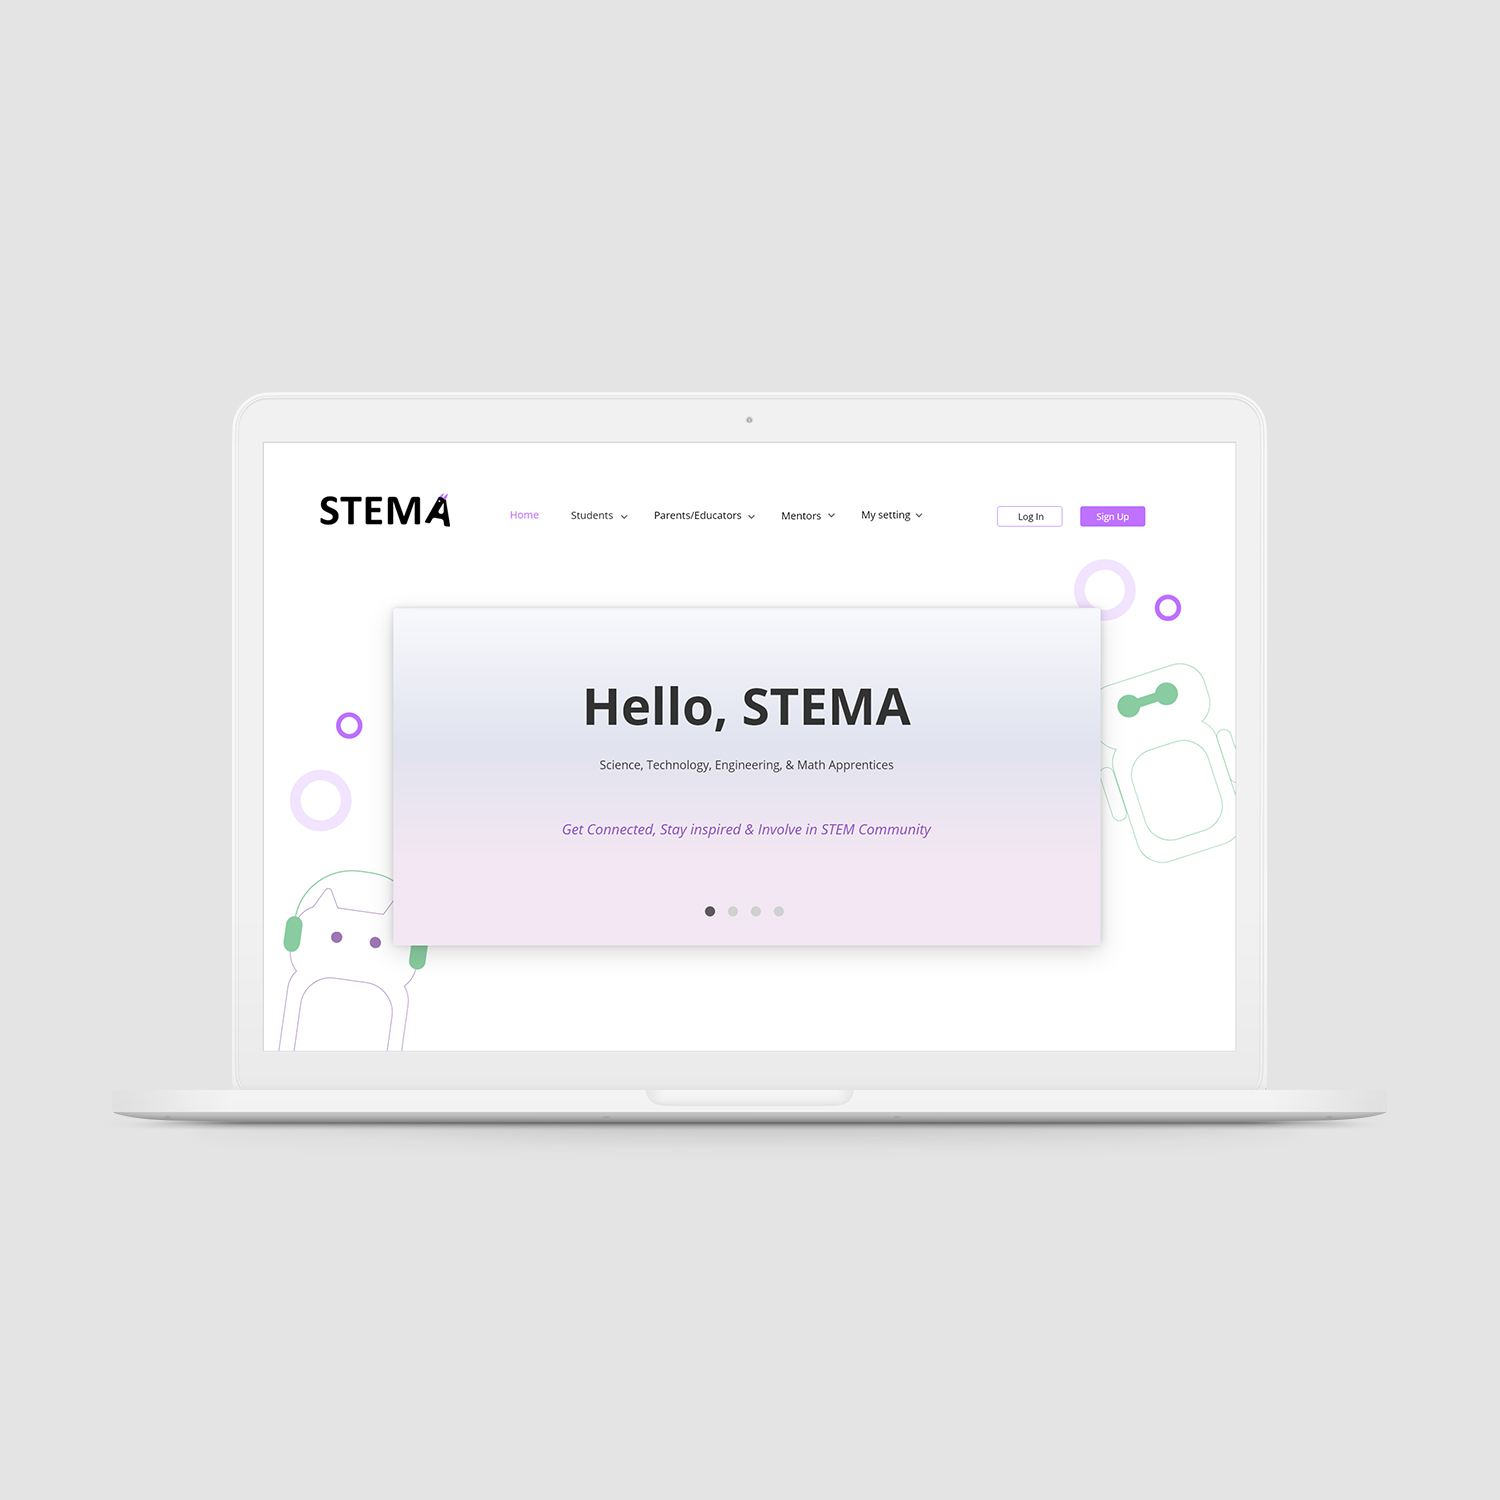 STEMA
Home Students Parents/Educators Mentors My setting Log In Sign Up
Hello, STEMA
Science, Technology, Engineering, & Math Apprentices
Get Connected, Stay inspired & Involve in STEM Community